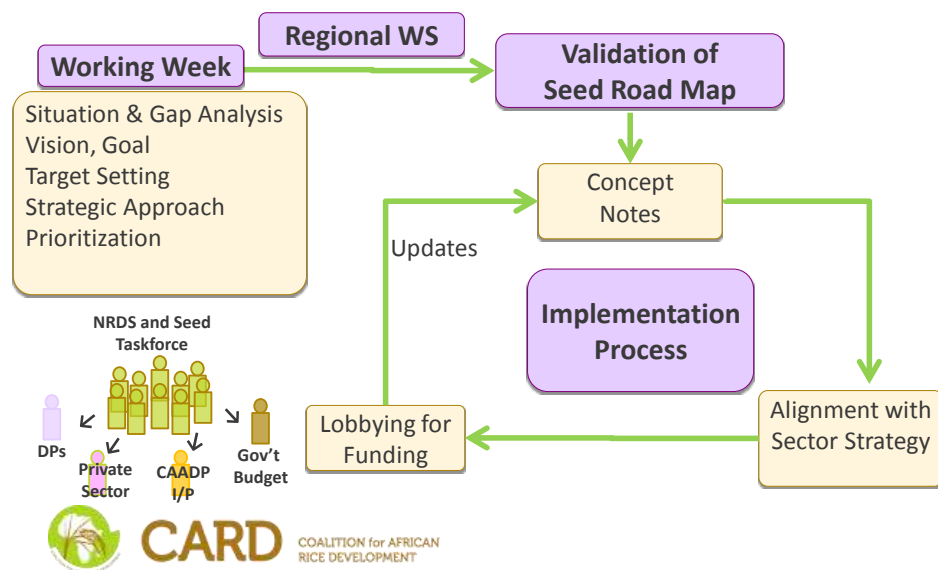 Regional WS
Working Week
Validation of
Seed Road Map
Situation & Gap Analysis
Vision, Goal
Target Setting
Strategic Approach
Prioritization
Concept
Notes
Updates
Implementation
Process
NRDS and Seed
Taskforce
DPs
Private
Sector
CAADP
I/P
Gov't
Budget
Lobbying for
Funding
Alignment with
Sector Strategy
CARD
COALITION for AFRICAN
RICE DEVELOPMENT